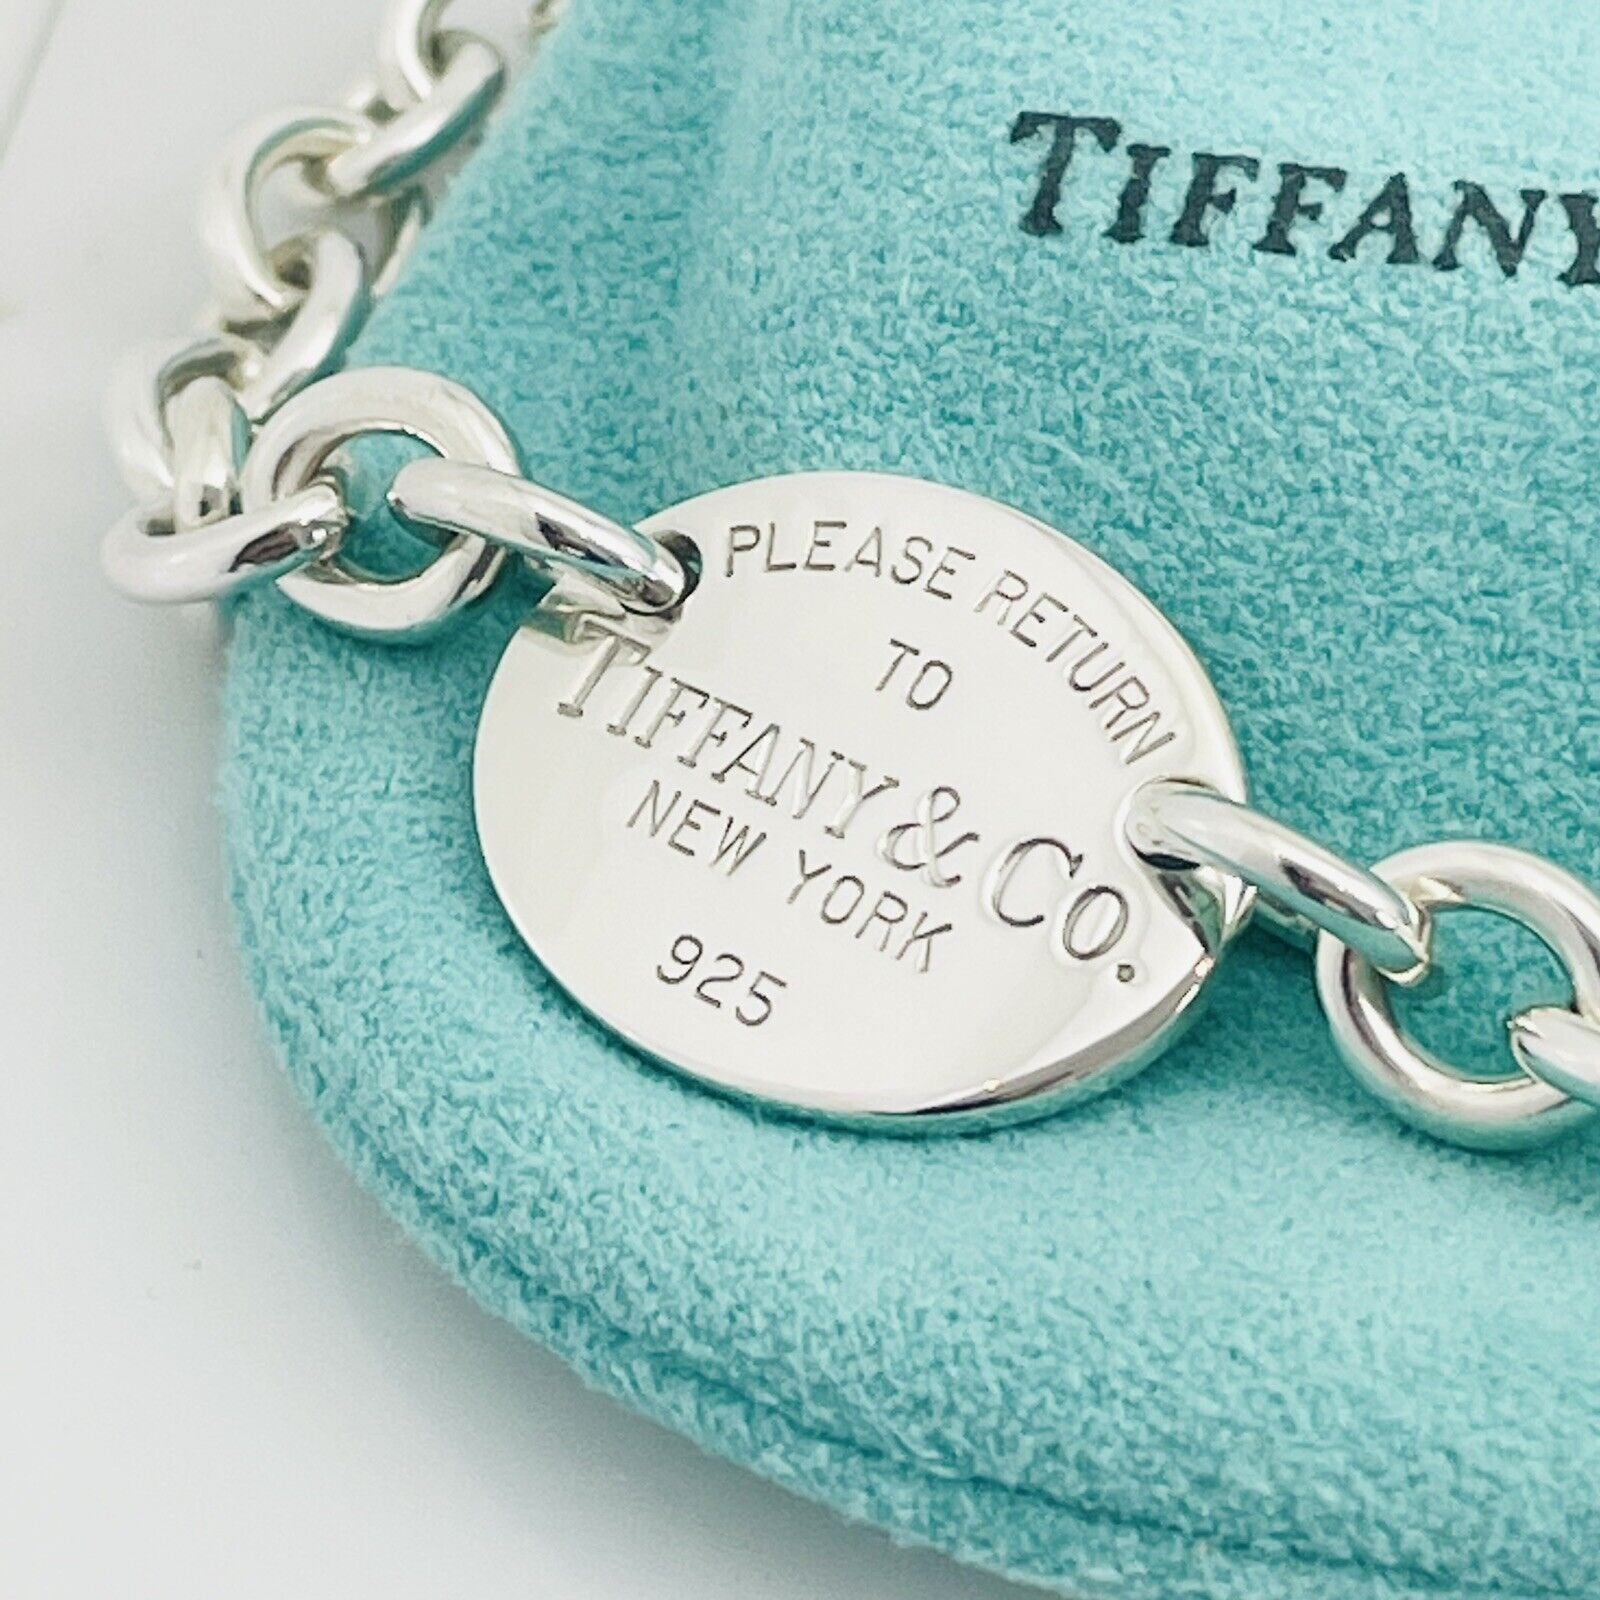 TIFFANY
PLEASE RETURN
TO
TIFFANY & CO.
NEW YORK
925